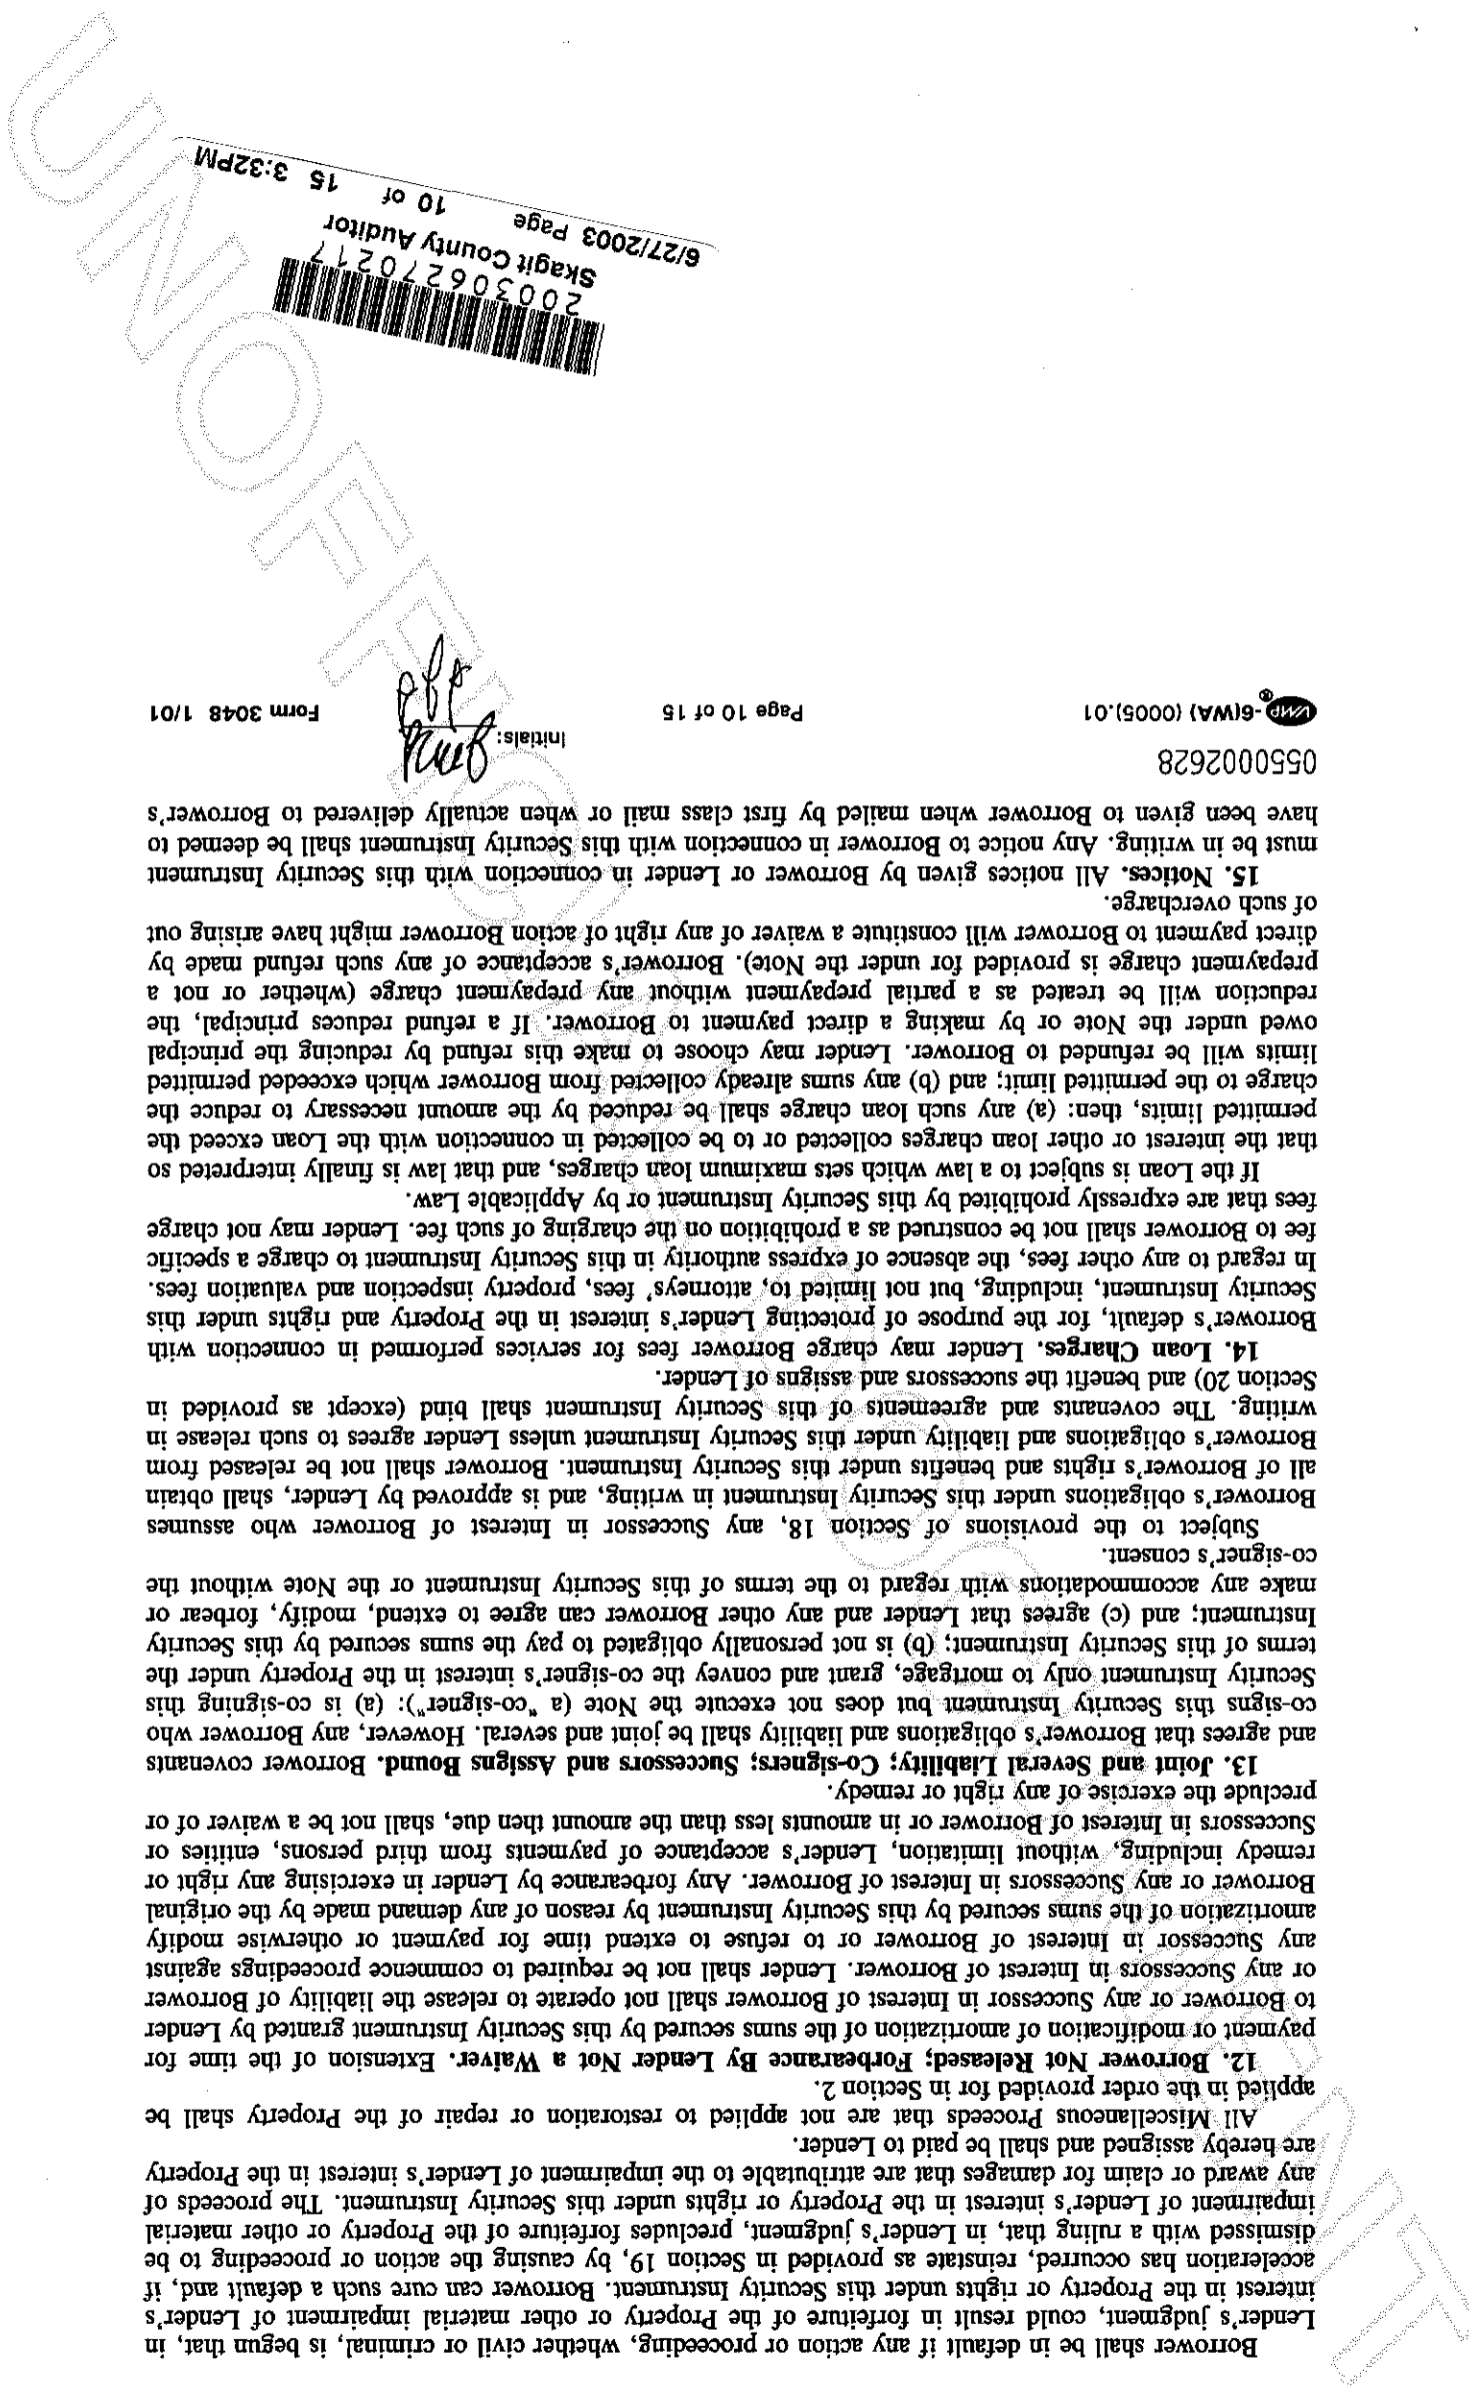 Borrower shall be in default if any action or proceeding, whether civil or criminal, is begun that, in
Lender's judgment, could result in forfeiture of the Property or other material impairment of Lender's
interest in the Property or rights under this Security Instrument. Borrower can cure such a default and, if
acceleration has occurred, reinstate as provided in Section 19, by causing the action or proceeding to be
dismissed with a ruling that, in Lender's judgment, precludes forfeiture of the Property or other material
impairment of Lender's interest in the Property or rights under this Security Instrument. The proceeds of
any award or claim for damages that are attributable to the impairment of Lender's interest in the Property
are hereby assigned and shall be paid to Lender.
All Miscellaneous Proceeds that are not applied to restoration or repair of the Property shall be
applied in the order provided for in Section 2.
12. Borrower Not Released; Forbearance By Lender Not a Waiver. Extension of the time for
payment or modification of amortization of the sums secured by this Security Instrument granted by Lender
to Borrower or any Successor in Interest of Borrower shall not operate to release the liability of Borrower
or any Successors in Interest of Borrower. Lender shall not be required to commence proceedings against
any Successor in Interest of Borrower or to refuse to extend time for payment or otherwise modify
amortization of the sums secured by this Security Instrument by reason of any demand made by the original
Borrower or any Successors in Interest of Borrower. Any forbearance by Lender in exercising any right or
remedy including, without limitation, Lender's acceptance of payments from third persons, entities or
Successors in Interest of Borrower or in amounts less than the amount then due, shall not be a waiver of or
preclude the exercise of any right or remedy.
13. Joint and Several Liability; Co-signers; Successors and Assigns Bound. Borrower covenants
and agrees that Borrower's obligations and liability shall be joint and several. However, any Borrower who
co-signs this Security Instrument but does not execute the Note (a "co-signer"): (a) is co-signing this
Security Instrument only to mortgage, grant and convey the co-signer's interest in the Property under the
terms of this Security Instrument; (b) is not personally obligated to pay the sums secured by this Security
Instrument; and (c) agrees that Lender and any other Borrower can agree to extend, modify, forbear or
make any accommodations with regard to the terms of this Security Instrument or the Note without the
co-signer's consent.
Subject to the provisions of Section 18, any Successor in Interest of Borrower who assumes
Borrower's obligations under this Security Instrument in writing, and is approved by Lender, shall obtain
all of Borrower's rights and benefits under this Security Instrument. Borrower shall not be released from
Borrower's obligations and liability under this Security Instrument unless Lender agrees to such release in
writing. The covenants and agreements of this Security Instrument shall bind (except as provided in
Section 20) and benefit the successors and assigns of Lender.
14. Loan Charges. Lender may charge Borrower fees for services performed in connection with
Borrower's default, for the purpose of protecting Lender's interest in the Property and rights under this
Security Instrument, including, but not limited to, attorneys' fees, property inspection and valuation fees.
In regard to any other fees, the absence of express authority in this Security Instrument to charge a specific
fee to Borrower shall not be construed as a prohibition on the charging of such fee. Lender may not charge
fees that are expressly prohibited by this Security Instrument or by Applicable Law.
If the Loan is subject to a law which sets maximum loan charges, and that law is finally interpreted so
that the interest or other loan charges collected or to be collected in connection with the Loan exceed the
permitted limits, then: (a) any such loan charge shall be reduced by the amount necessary to reduce the
charge to the permitted limit; and (b) any sums already collected from Borrower which exceeded permitted
limits will be refunded to Borrower. Lender may choose to make this refund by reducing the principal
owed under the Note or by making a direct payment to Borrower. If a refund reduces principal, the
reduction will be treated as a partial prepayment without any prepayment charge (whether or not a
prepayment charge is provided for under the Note). Borrower's acceptance of any such refund made by
direct payment to Borrower will constitute a waiver of any right of action Borrower might have arising out
of such overcharge.
15. Notices. All notices given by Borrower or Lender in connection with this Security Instrument
must be in writing. Any notice to Borrower in connection with this Security Instrument shall be deemed to
have been given to Borrower when mailed by first class mail or when actually delivered to Borrower's
0550002628
Initials:
VMP®-6(WA) (0005).01
Page 10 of 15
Form 3048 1/01
200306270217
Skagit County Auditor
6/27/2003 Page 10 of 15 3:32PM
UNOFFICIAL DOCUMENT